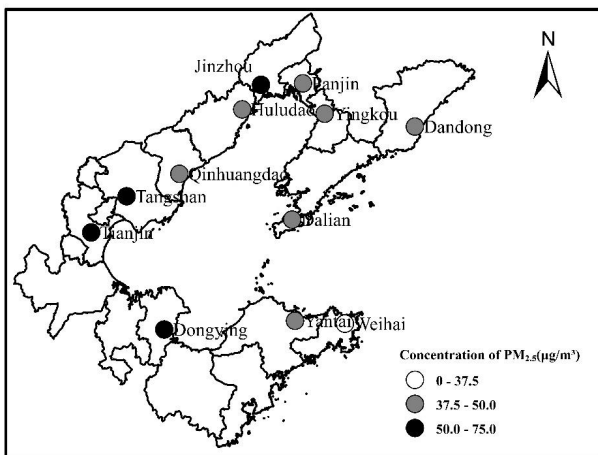 N
Jinzhou
Panjin
Huludao
Yingkou
Dandong
Qinhuangdao
Tangshan
Tianjin
Dalian
Dongying
Yantai
Weihai
Concentration of PM2.5(μg/m³)
0 - 37.5
37.5 - 50.0
50.0 - 75.0